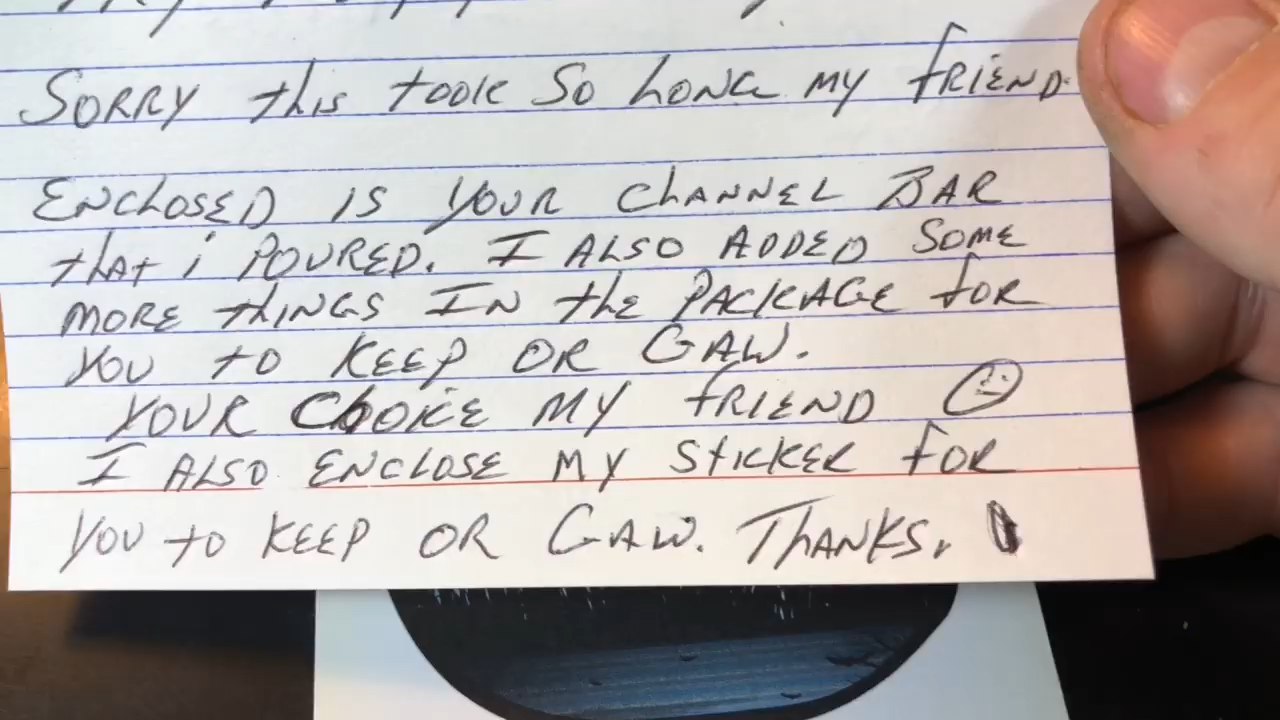 Sorry this took so long my friend.
Enclosed is your channel bar
that i poured. I also added some
more things in the package for
you to keep or GAW.
Your choice my friend
I also enclose my sticker for
you to keep or GAW. Thanks.